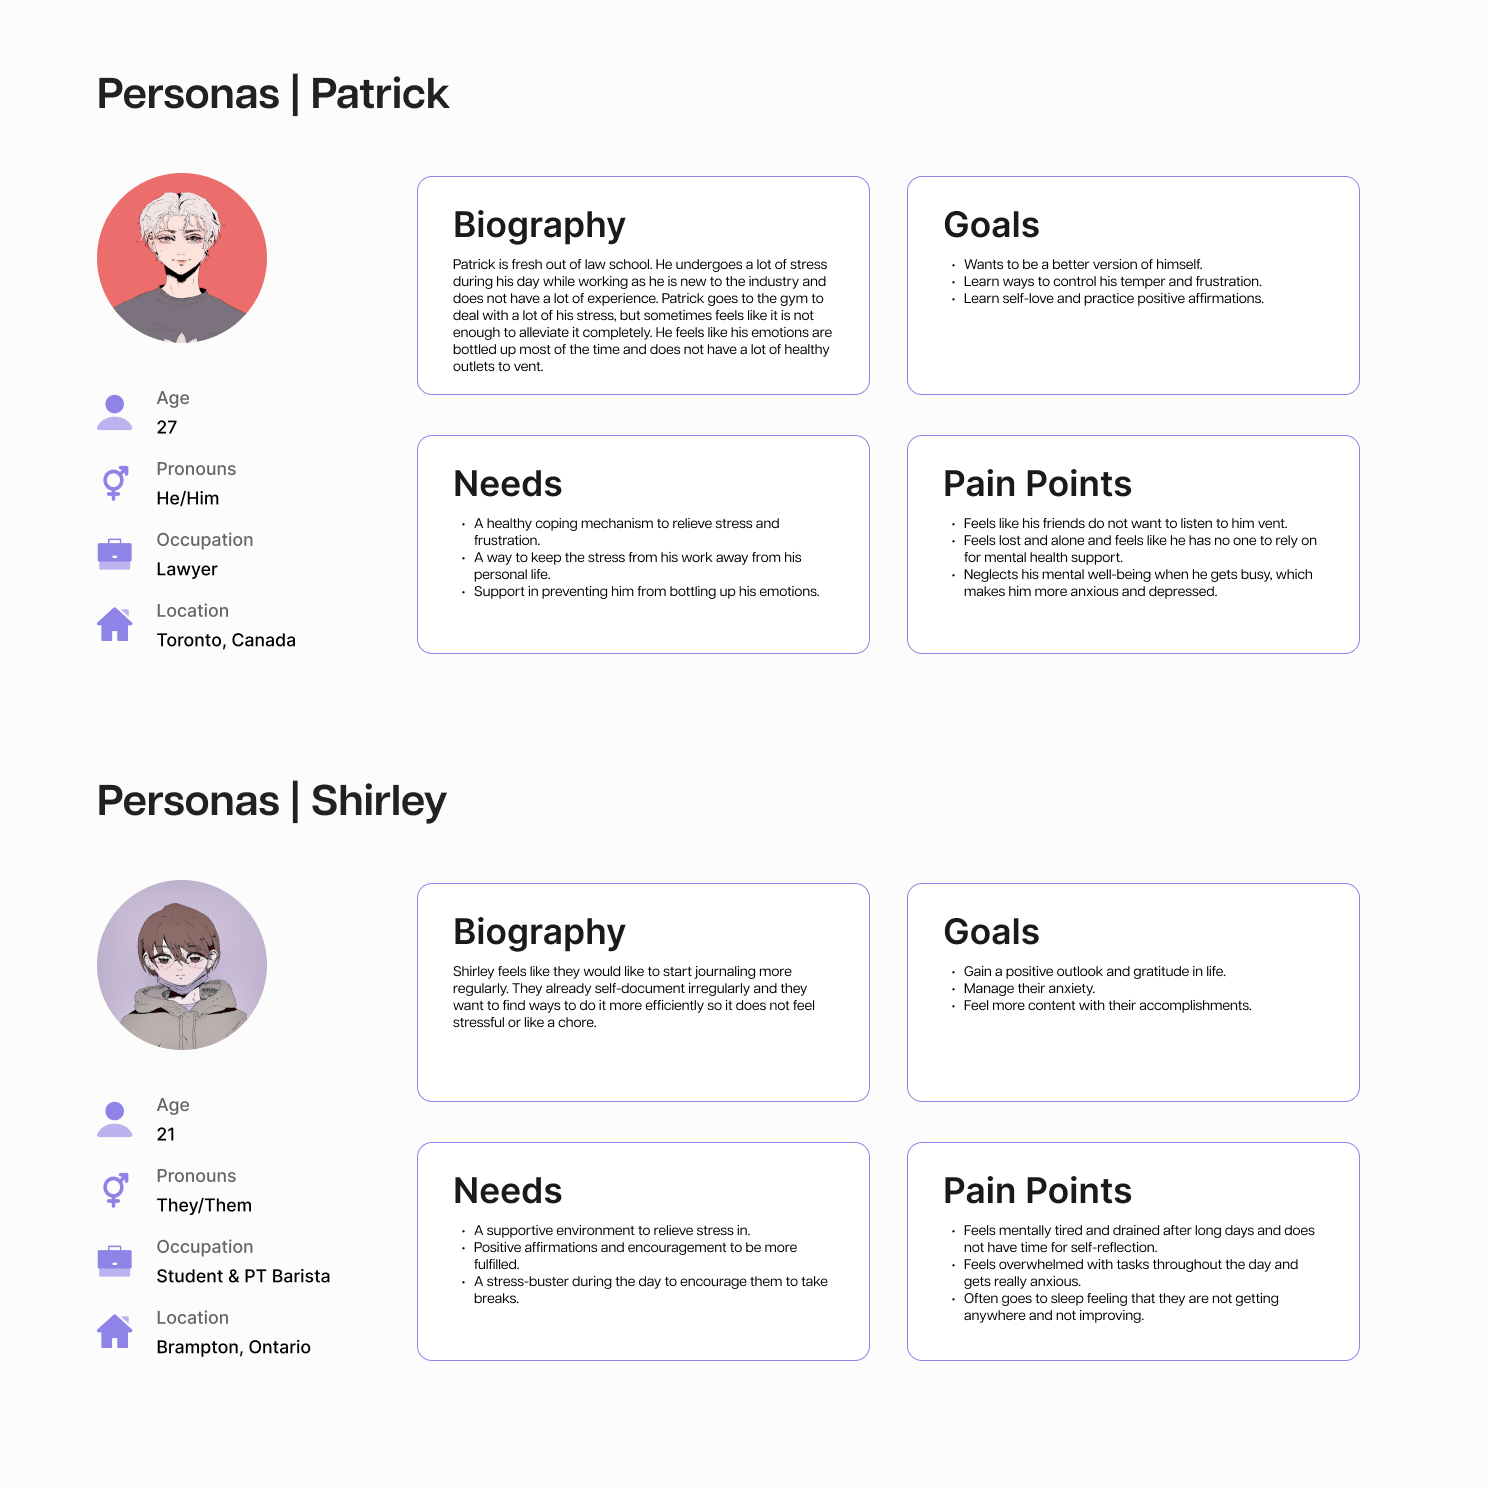 Personas | Patrick
Age
27
Pronouns
He/Him
Occupation
Lawyer
Location
Toronto, Canada
Biography
Patrick is fresh out of law school. He undergoes a lot of stress
during his day while working as he is new to the industry and
does not have a lot of experience. Patrick goes to the gym to
deal with a lot of his stress, but sometimes feels like it is not
enough to alleviate it completely. He feels like his emotions are
bottled up most of the time and does not have a lot of healthy
outlets to vent.
Goals
• Wants to be a better version of himself.
• Learn ways to control his temper and frustration.
• Learn self-love and practice positive affirmations.
Needs
• A healthy coping mechanism to relieve stress and
frustration.
• A way to keep the stress from his work away from his
personal life.
• Support in preventing him from bottling up his emotions.
Pain Points
• Feels like his friends do not want to listen to him vent.
• Feels lost and alone and feels like he has no one to rely on
for mental health support.
• Neglects his mental well-being when he gets busy, which
makes him more anxious and depressed.
Personas | Shirley
Age
21
Pronouns
They/Them
Occupation
Student & PT Barista
Location
Brampton, Ontario
Biography
Shirley feels like they would like to start journaling more
regularly. They already self-document irregularly and they
want to find ways to do it more efficiently so it does not feel
stressful or like a chore.
Goals
• Gain a positive outlook and gratitude in life.
• Manage their anxiety.
• Feel more content with their accomplishments.
Needs
• A supportive environment to relieve stress in.
• Positive affirmations and encouragement to be more
fulfilled.
• A stress-buster during the day to encourage them to take
breaks.
Pain Points
• Feels mentally tired and drained after long days and does
not have time for self-reflection.
• Feels overwhelmed with tasks throughout the day and
gets really anxious.
• Often goes to sleep feeling that they are not getting
anywhere and not improving.